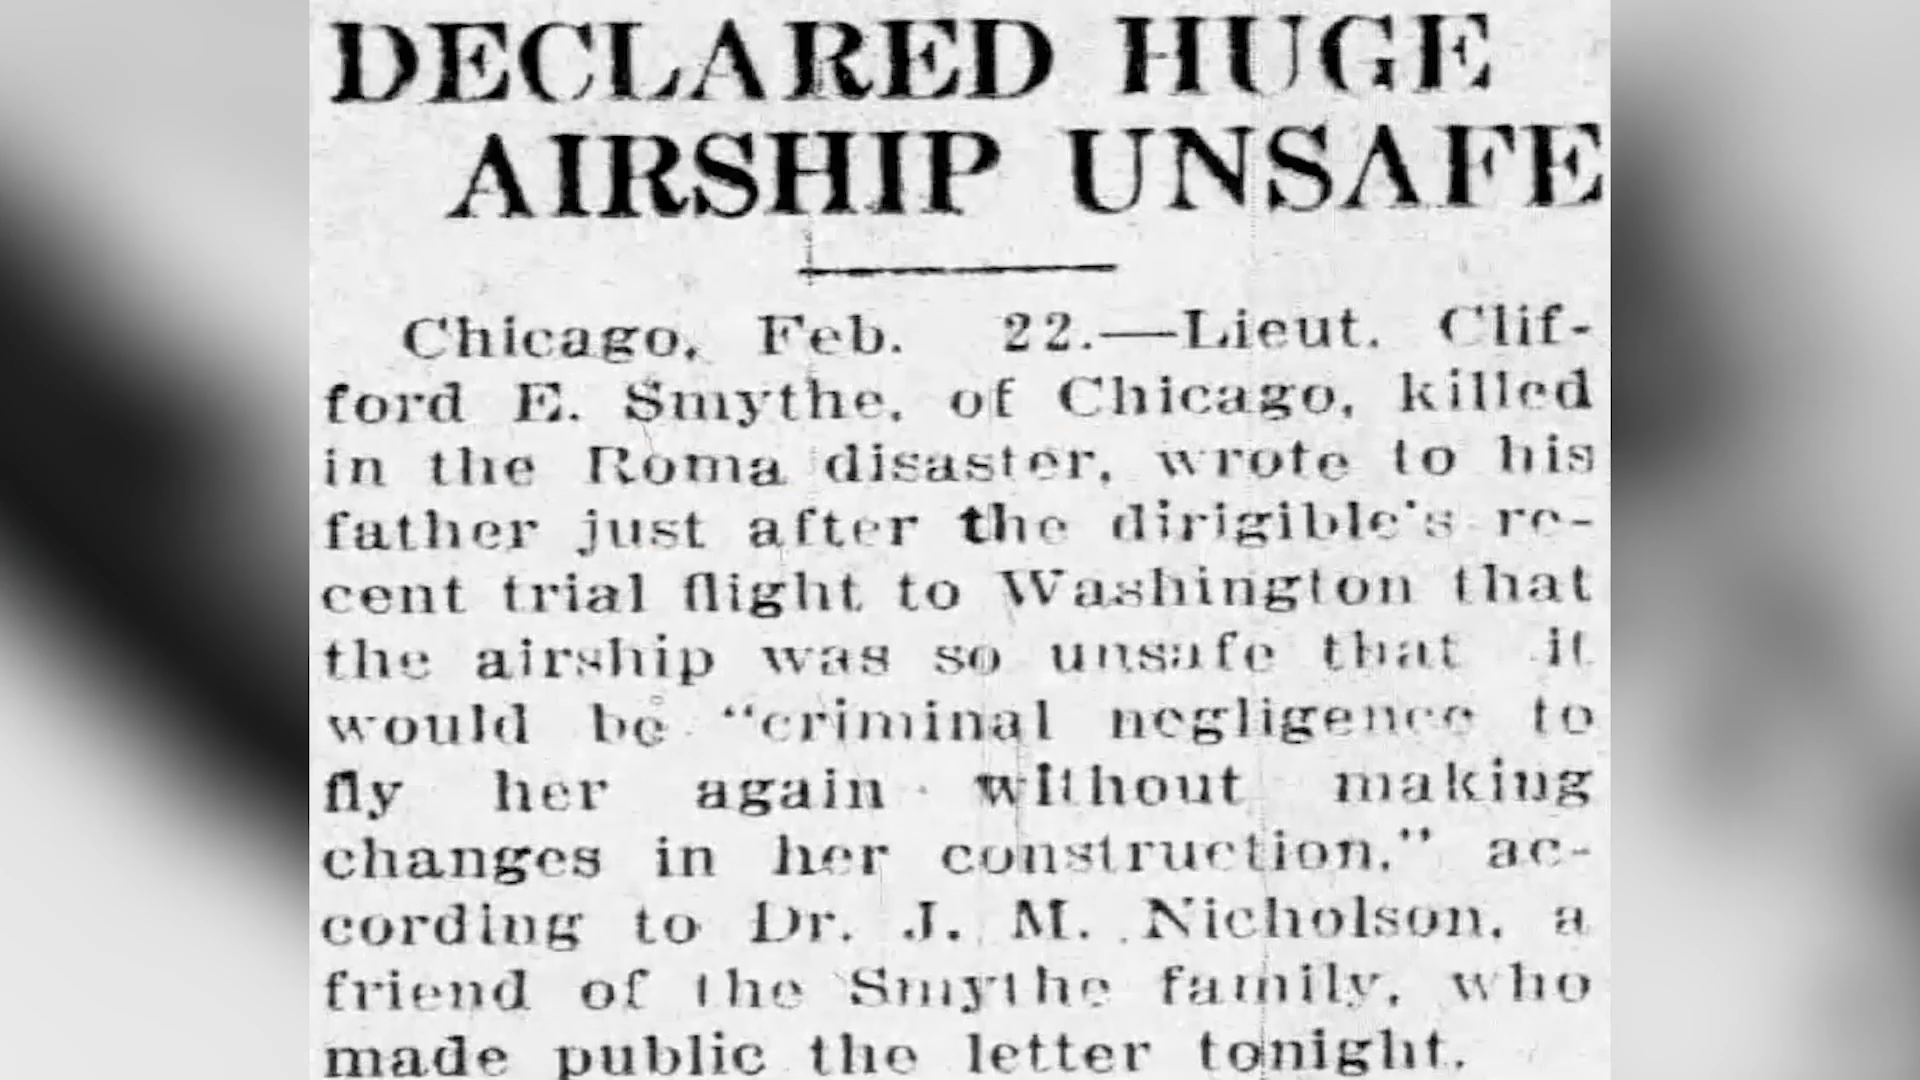 DECLARED HUGE
AIRSHIP UNSAFE
Chicago, Feb. 22.—Lieut. Clif-
ford E. Smythe, of Chicago, killed
in the Roma disaster, wrote to his
father just after the dirigible's re-
cent trial flight to Washington that
the airship was so unsafe that it
would be "criminal negligence to
fly her again without making
changes in her construction," ac-
cording to Dr. J. M. Nicholson, a
friend of the Smythe family, who
made public the letter tonight.